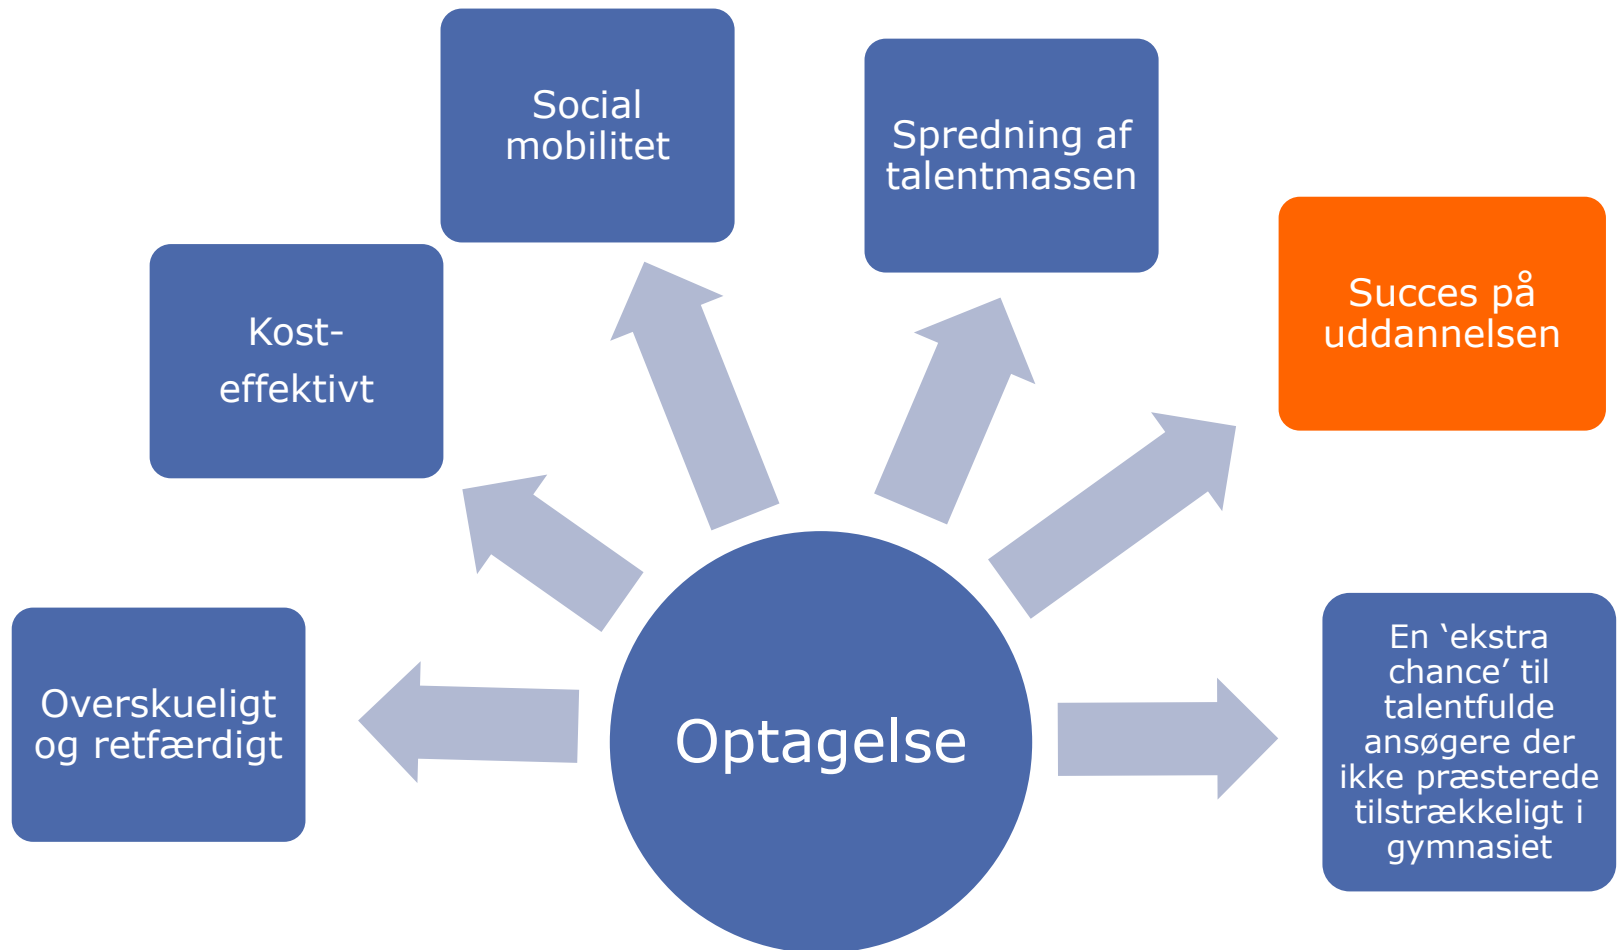 Social
mobilitet
Spredning af
talentmassen
Kost-
effektivt
Succes på
uddannelsen
Overskueligt
og retfærdigt
Optagelse
En ‘ekstra
chance’ til
talentfulde
ansøgere der
ikke præsterede
tilstrækkeligt i
gymnasiet